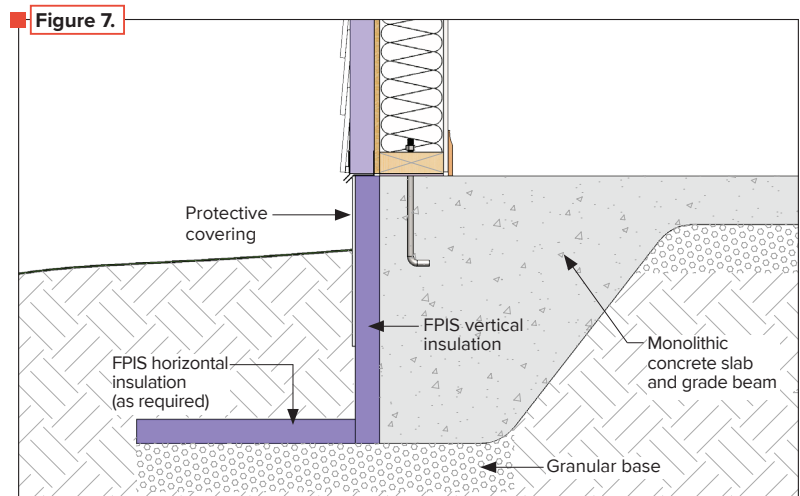 Figure 7.
Protective
covering
FPIS vertical
insulation
FPIS horizontal
insulation
(as required)
Monolithic
concrete slab
and grade beam
Granular base